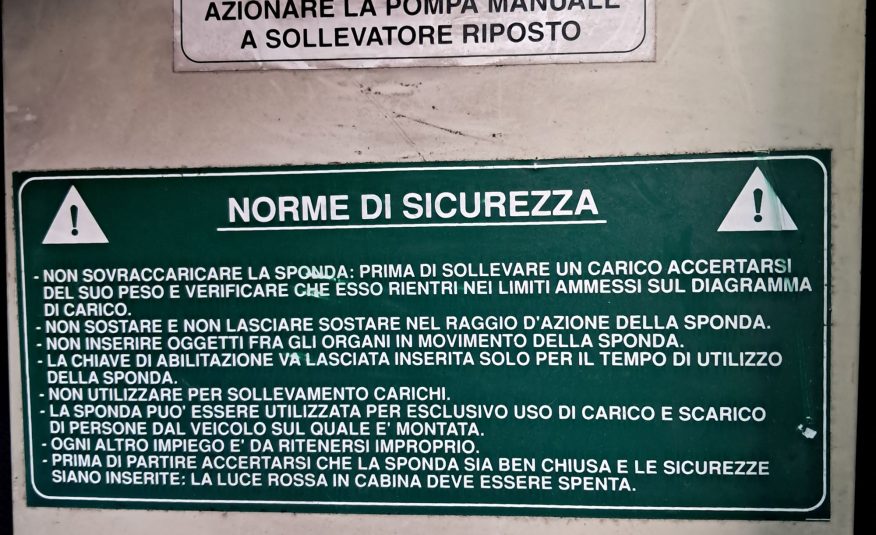 AZIONARE LA POMPA MANUALE
A SOLLEVATORE RIPOSTO
NORME DI SICUREZZA
- NON SOVRACCARICARE LA SPONDA: PRIMA DI SOLLEVARE UN CARICO ACCERTARSI
DEL SUO PESO E VERIFICARE CHE ESSO RIENTRI NEI LIMITI AMMESSI SUL DIAGRAMMA
DI CARICO.
- NON SOSTARE E NON LASCIARE SOSTARE NEL RAGGIO D'AZIONE DELLA SPONDA.
- NON INSERIRE OGGETTI FRA GLI ORGANI IN MOVIMENTO DELLA SPONDA.
- LA CHIAVE DI ABILITAZIONE VA LASCIATA INSERITA SOLO PER IL TEMPO DI UTILIZZO
DELLA SPONDA.
- NON UTILIZZARE PER SOLLEVAMENTO CARICHI.
- LA SPONDA PUO' ESSERE UTILIZZATA PER ESCLUSIVO USO DI CARICO E SCARICO
DI PERSONE DAL VEICOLO SUL QUALE E' MONTATA.
- OGNI ALTRO IMPIEGO E' DA RITENERSI IMPROPRIO.
- PRIMA DI PARTIRE ACCERTARSI CHE LA SPONDA SIA BEN CHIUSA E LE SICUREZZE
SIANO INSERITE: LA LUCE ROSSA IN CABINA DEVE ESSERE SPENTA.